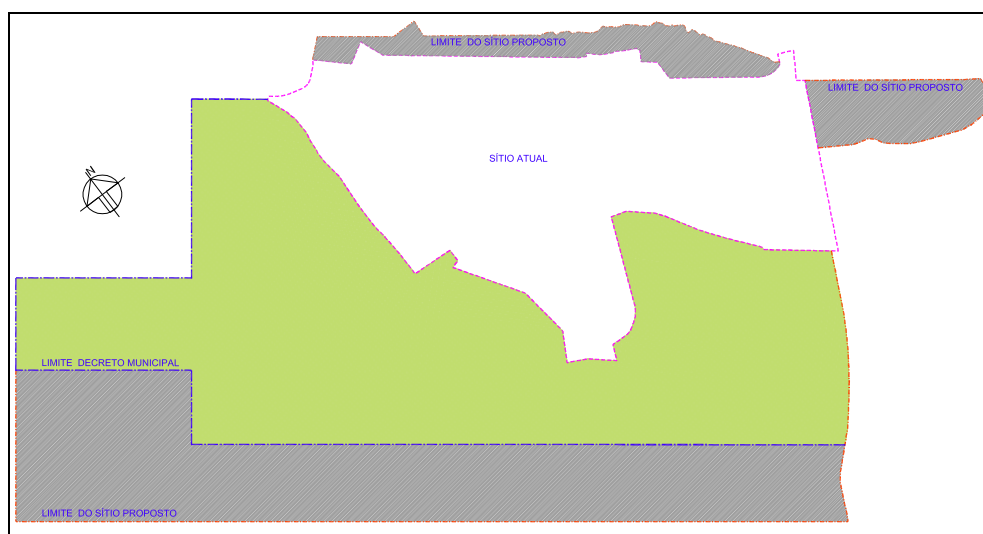 LIMITE DO SÍTIO PROPOSTO
LIMITE DO SÍTIO PROPOSTO
SÍTIO ATUAL
N
LIMITE DECRETO MUNICIPAL
LIMITE DO SÍTIO PROPOSTO